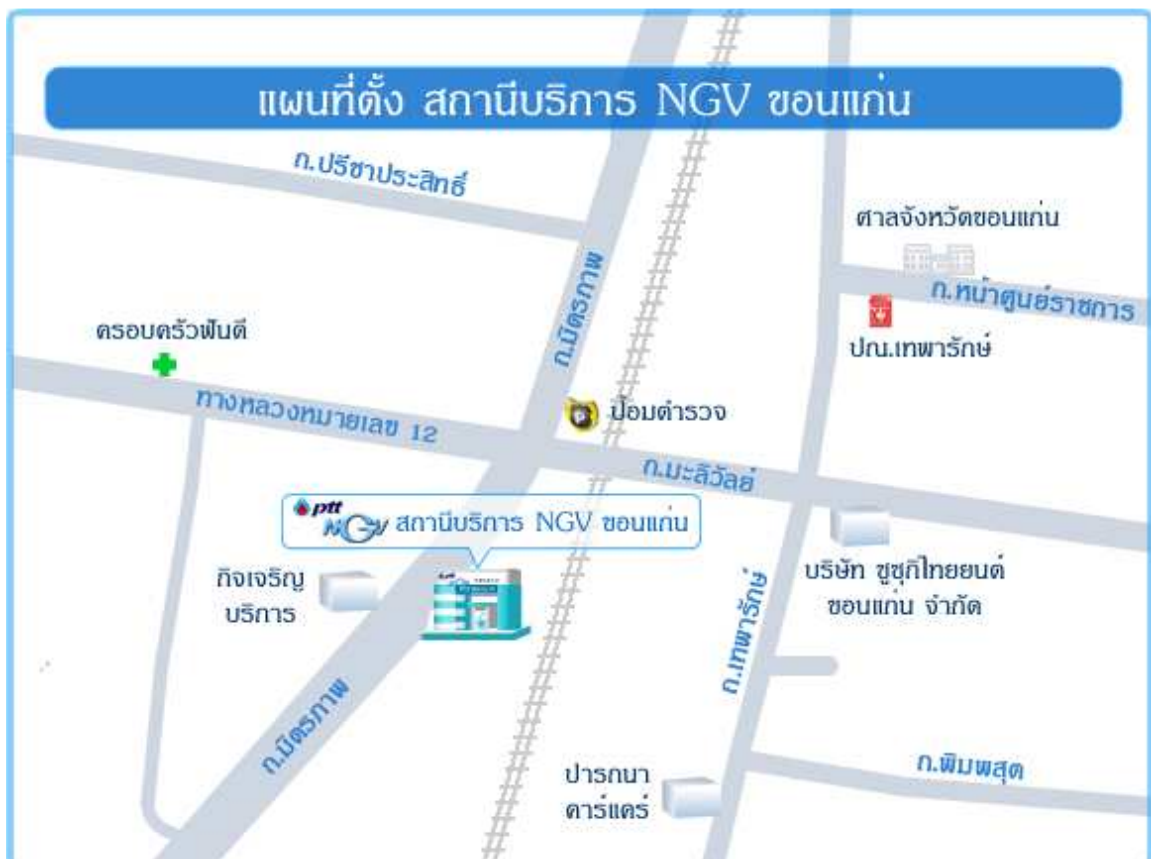 แผนที่ตั้ง สถานีบริการ NGV ขอนแก่น
ถ.ปรีชาประสิทธิ์
ศาลจังหวัดขอนแก่น
ถ.หน้าศูนย์ราชการ
ถ.มิตรภาพ
ครอบครัวฟันดี
ปณ.เทพารักษ์
ทางหลวงหมายเลข 12
ป้อมตำรวจ
ถ.มะลิวัลย์
ptt
NGV สถานีบริการ NGV ขอนแก่น
กิจเจริญ
บริการ
บริษัท ซูซุกิไทยยนต์
ขอนแก่น จำกัด
ถ.เทพารักษ์
ถ.มิตรภาพ
ปารถนา
คาร์แคร์
ถ.พิมพสุต